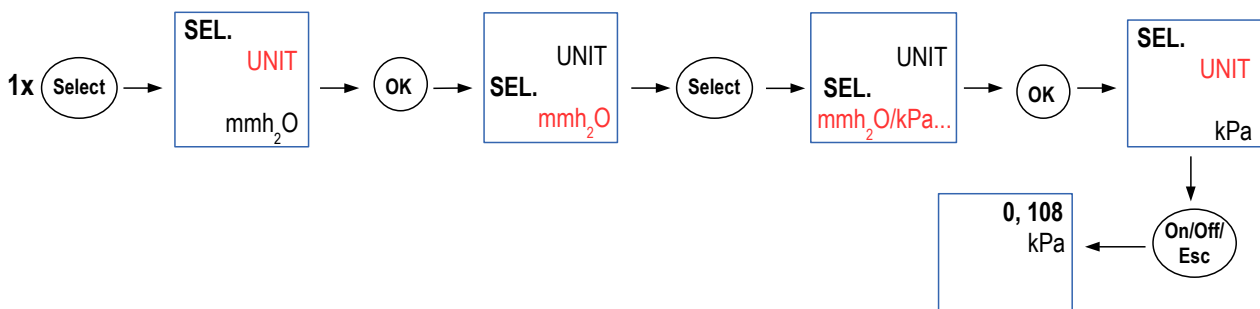 1x
Select
SEL.
UNIT
mmh₂O
OK
UNIT
SEL.
mmh₂O
Select
UNIT
SEL.
mmh₂O/kPa...
OK
SEL.
UNIT
kPa
On/Off/
Esc
0, 108
kPa